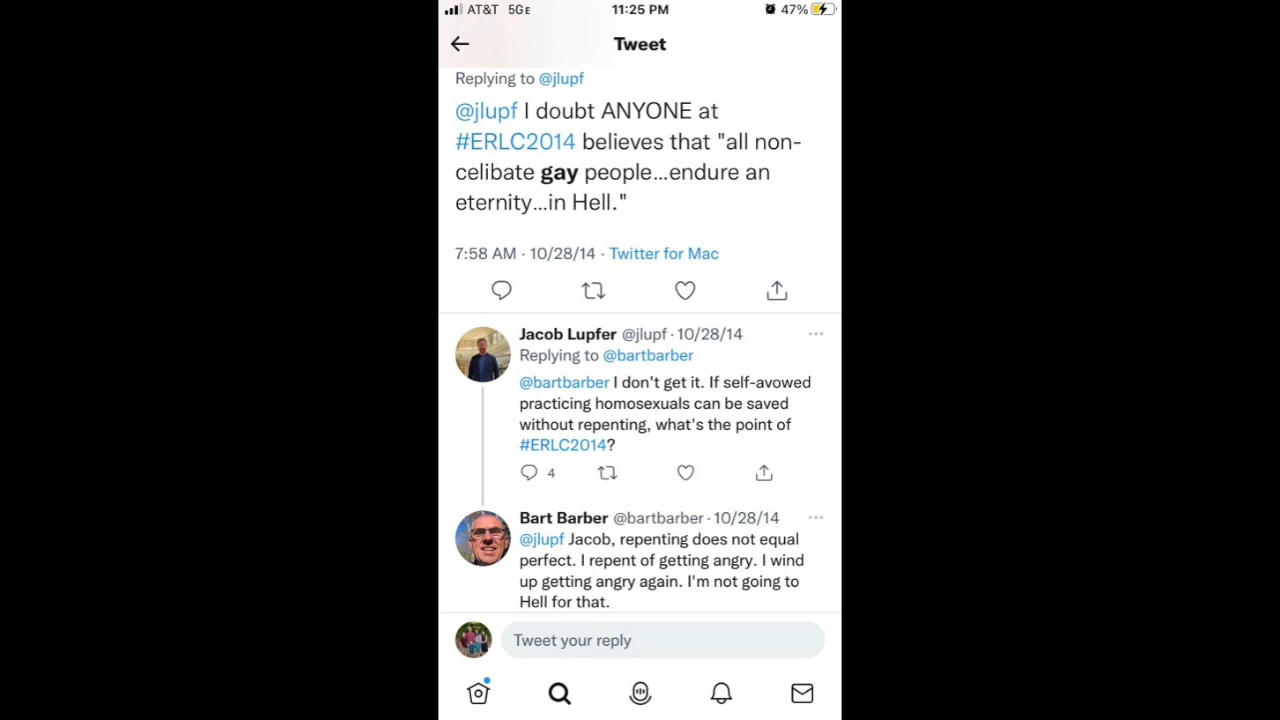 AT&T 5GE 11:25 PM 47%
Tweet
Replying to @jlupf
@jlupf I doubt ANYONE at
#ERLC2014 believes that "all non-
celibate gay people...endure an
eternity...in Hell."
7:58 AM · 10/28/14 · Twitter for Mac
Jacob Lupfer @jlupf · 10/28/14
Replying to @bartbarber
@bartbarber I don't get it. If self-avowed
practicing homosexuals can be saved
without repenting, what's the point of
#ERLC2014?
4
Bart Barber @bartbarber · 10/28/14
@jlupf Jacob, repenting does not equal
perfect. I repent of getting angry. I wind
up getting angry again. I'm not going to
Hell for that.
Tweet your reply